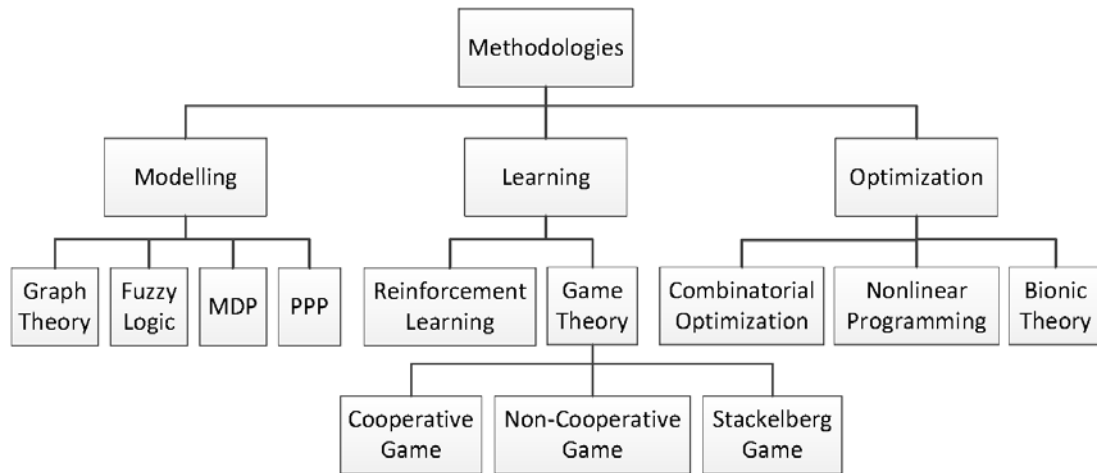 Methodologies
Modelling
Learning
Optimization
Graph
Theory
Fuzzy
Logic
MDP
PPP
Reinforcement
Learning
Game
Theory
Combinatorial
Optimization
Nonlinear
Programming
Bionic
Theory
Cooperative
Game
Non-Cooperative
Game
Stackelberg
Game